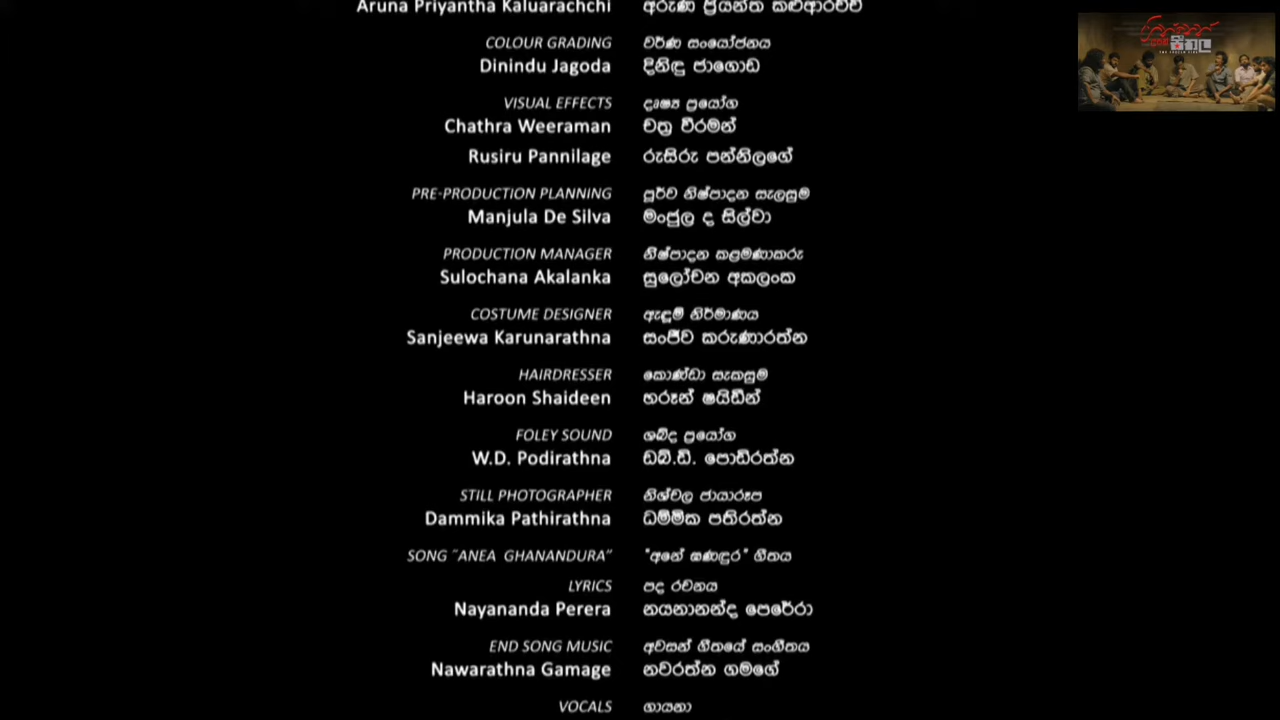 Aruna Priyantha Kaluarachchi අරුණ ප්‍රියන්ත කළුආරච්චි
COLOUR GRADING වර්ණ සංයෝජනය
Dinindu Jagoda දිනිඳු ජාගොඩ
VISUAL EFFECTS දෘෂ්‍ය ප්‍රයෝග
Chathra Weeraman චත්‍ර වීරමන්
Rusiru Pannilage රුසිරු පන්නිලගේ
PRE-PRODUCTION PLANNING පූර්ව නිෂ්පාදන සැලසුම්
Manjula De Silva මංජුල ද සිල්වා
PRODUCTION MANAGER නිෂ්පාදන කළමණාකරු
Sulochana Akalanka සුලෝචන අකලංක
COSTUME DESIGNER ඇඳුම් නිර්මාණය
Sanjeewa Karunarathna සංජීව කරුණාරත්න
HAIRDRESSER කොණ්ඩා සැකසුම
Haroon Shaideen හරූන් ෂයිඩීන්
FOLEY SOUND ශබ්ද ප්‍රයෝග
W.D. Podirathna ඩබ්.ඩී. පොඩිරත්න
STILL PHOTOGRAPHER නිශ්චල ඡායාරූප
Dammika Pathirathna ධම්මික පතිරත්න
SONG "ANEA GHANANDURA" "අනේ ඝණඳුර" ගීතය
LYRICS පද රචනය
Nayananda Perera නයනානන්ද පෙරේරා
END SONG MUSIC අවසන් ගීතයේ සංගීතය
Nawarathna Gamage නවරත්න ගමගේ
VOCALS ගායනා